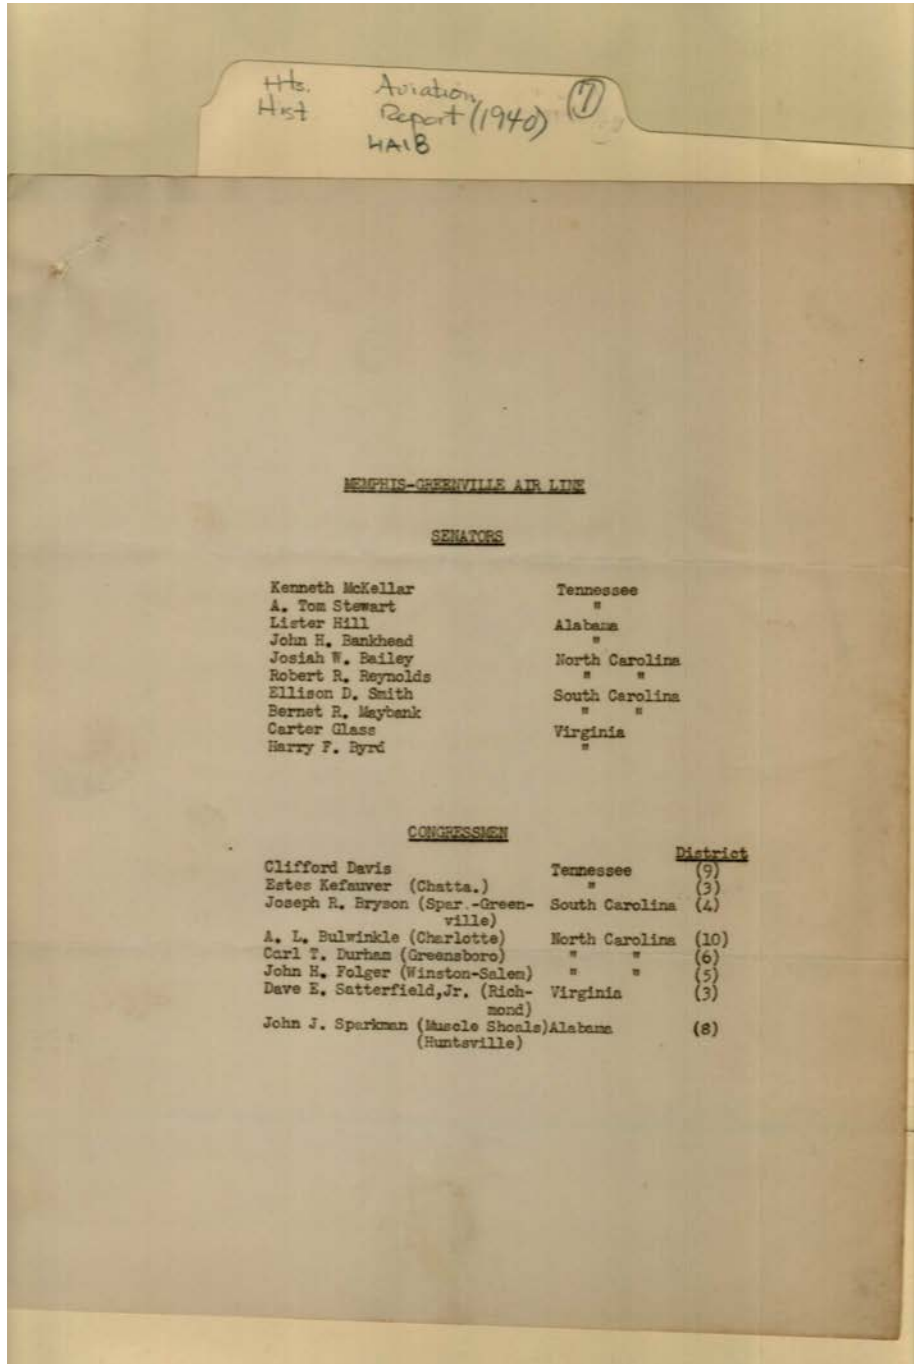 Hts. Aviation (7)
Hist Report (1940)
HAIB
MEMPHIS-GREENVILLE AIR LINE
SENATORS
Kenneth McKellar Tennessee
A. Tom Stewart "
Lister Hill Alabama
John H. Bankhead "
Josiah W. Bailey North Carolina
Robert R. Reynolds " "
Ellison D. Smith South Carolina
Bernet R. Maybank " "
Carter Glass Virginia
Harry F. Byrd "
CONGRESSMEN
District
Clifford Davis Tennessee (9)
Estes Kefauver (Chatta.) " (3)
Joseph R. Bryson (Spar.-Green- South Carolina (4)
ville)
A. L. Bulwinkle (Charlotte) North Carolina (10)
Carl T. Durham (Greensboro) " " (6)
John H. Folger (Winston-Salem) " " (5)
Dave E. Satterfield,Jr. (Rich- Virginia (3)
mond)
John J. Sparkman (Muscle Shoals)Alabama (8)
(Huntsville)